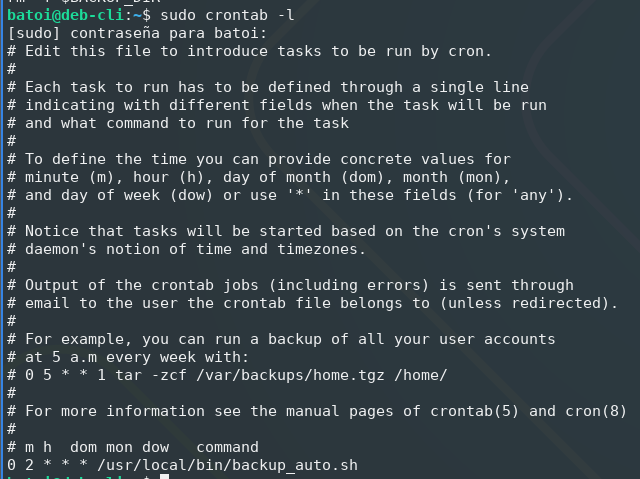 batoi@deb-cli:~$ sudo crontab -l
[sudo] contraseña para batoi:
# Edit this file to introduce tasks to be run by cron.
#
# Each task to run has to be defined through a single line
# indicating with different fields when the task will be run
# and what command to run for the task
#
# To define the time you can provide concrete values for
# minute (m), hour (h), day of month (dom), month (mon),
# and day of week (dow) or use '*' in these fields (for 'any').
#
# Notice that tasks will be started based on the cron's system
# daemon's notion of time and timezones.
#
# Output of the crontab jobs (including errors) is sent through
# email to the user the crontab file belongs to (unless redirected).
#
# For example, you can run a backup of all your user accounts
# at 5 a.m every week with:
# 0 5 * * 1 tar -zcf /var/backups/home.tgz /home/
#
# For more information see the manual pages of crontab(5) and cron(8)
#
# m h  dom mon dow   command
0 2 * * * /usr/local/bin/backup_auto.sh